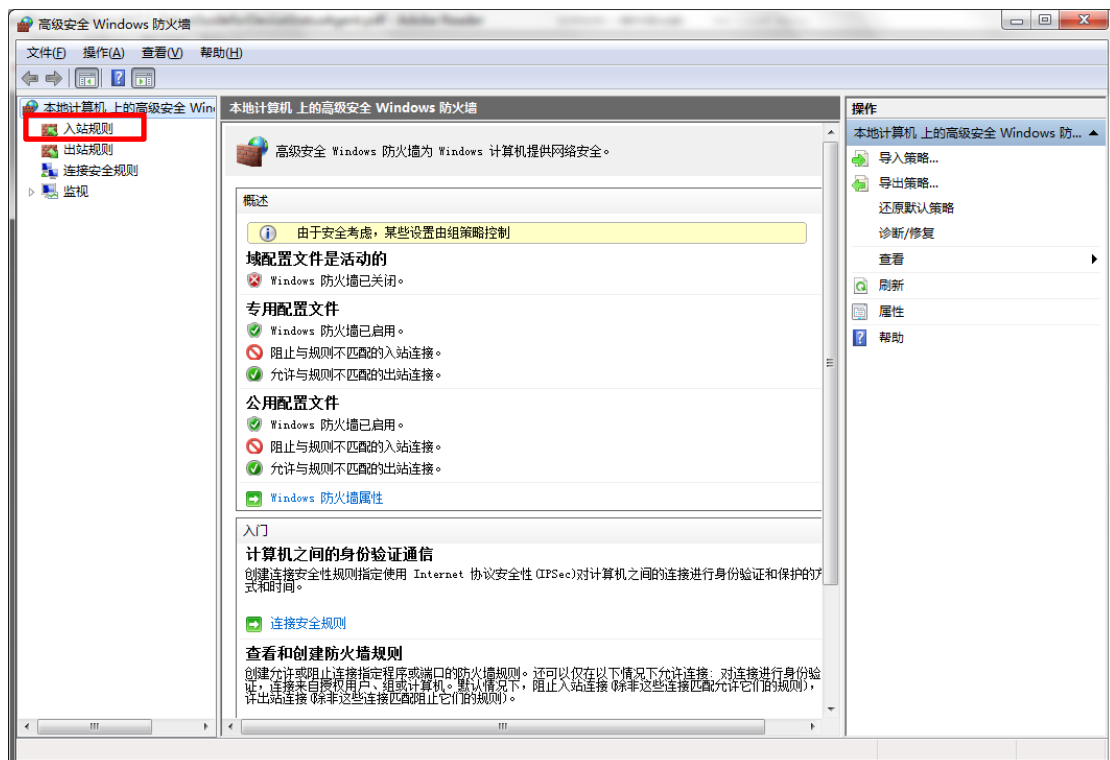 高级安全 Windows 防火墙
文件(F) 操作(A) 查看(V) 帮助(H)
本地计算机 上的高级安全 Win
入站规则
出站规则
连接安全规则
监视
本地计算机 上的高级安全 Windows 防火墙
高级安全 Windows 防火墙为 Windows 计算机提供网络安全。
概述
由于安全考虑，某些设置由组策略控制
域配置文件是活动的
Windows 防火墙已关闭。
专用配置文件
Windows 防火墙已启用。
阻止与规则不匹配的入站连接。
允许与规则不匹配的出站连接。
公用配置文件
Windows 防火墙已启用。
阻止与规则不匹配的入站连接。
允许与规则不匹配的出站连接。
Windows 防火墙属性
入门
计算机之间的身份验证通信
创建连接安全性规则指定使用 Internet 协议安全性(IPSec)对计算机之间的连接进行身份验证和保护的方
式和时间。
连接安全规则
查看和创建防火墙规则
创建允许或阻止连接指定程序或端口的防火墙规则。还可以仅在以下情况下允许连接: 对连接进行身份验
证，连接来自授权用户、组或计算机。默认情况下，阻止入站连接(除非这些连接匹配允许它们的规则)，
许出站连接(除非这些连接匹配阻止它们的规则)。
操作
本地计算机 上的高级安全 Windows 防...
导入策略...
导出策略...
还原默认策略
诊断/修复
查看
刷新
属性
帮助